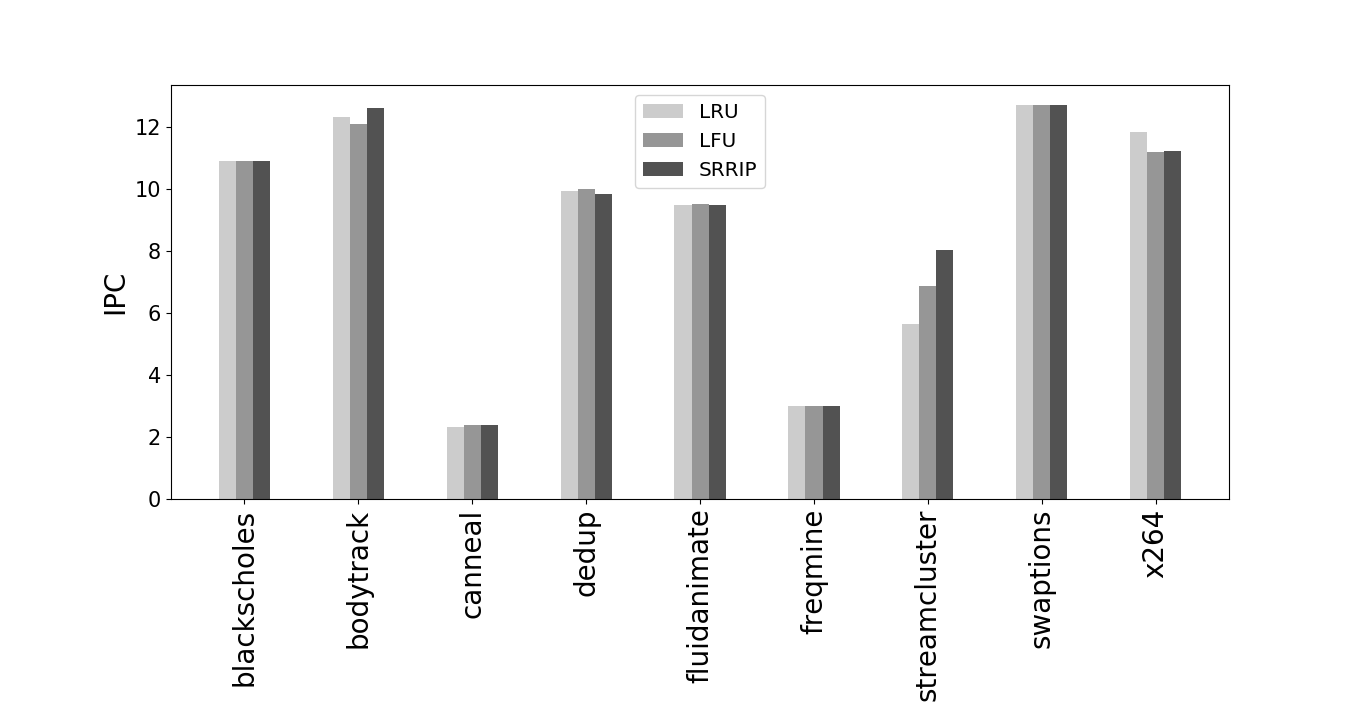 LRU
LFU
SRRIP
12
10
8
6
4
2
0
IPC
blackscholes
bodytrack
canneal
dedup
fluidanimate
freqmine
streamcluster
swaptions
x264